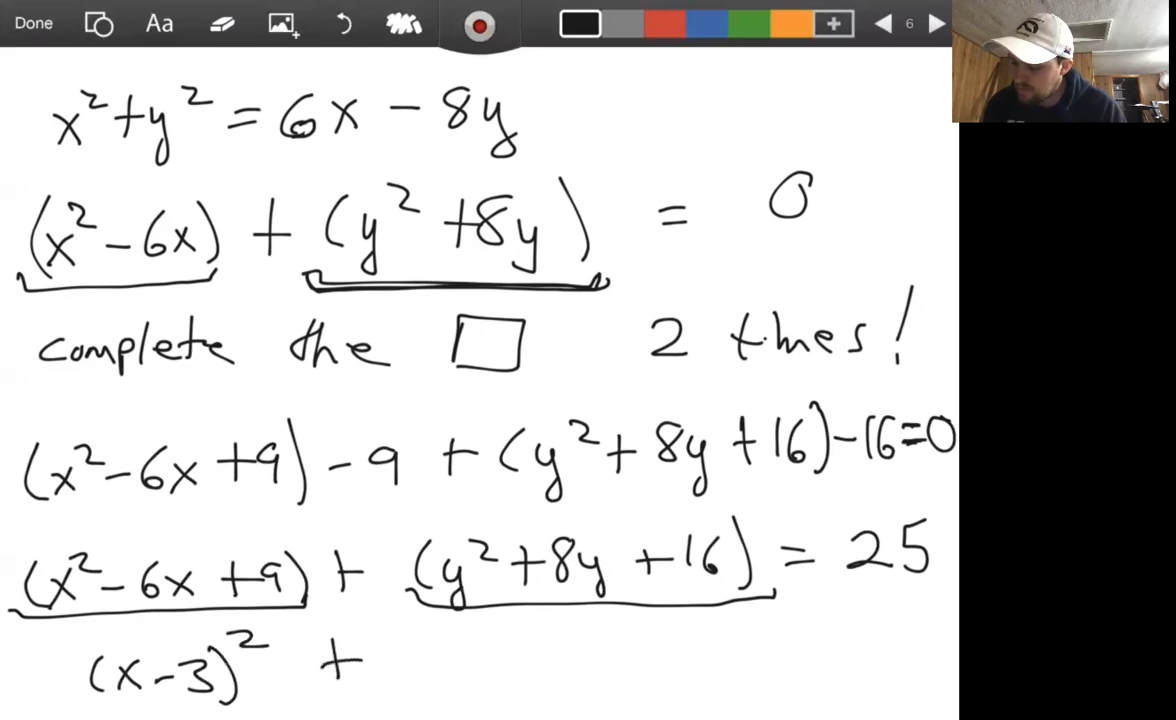 Done Aa 6
x² + y² = 6x - 8y
(x² - 6x) + (y² + 8y) = 0
complete the □ 2 times!
(x² - 6x + 9) - 9 + (y² + 8y + 16) - 16 = 0
(x² - 6x + 9) + (y² + 8y + 16) = 25
(x - 3)² +